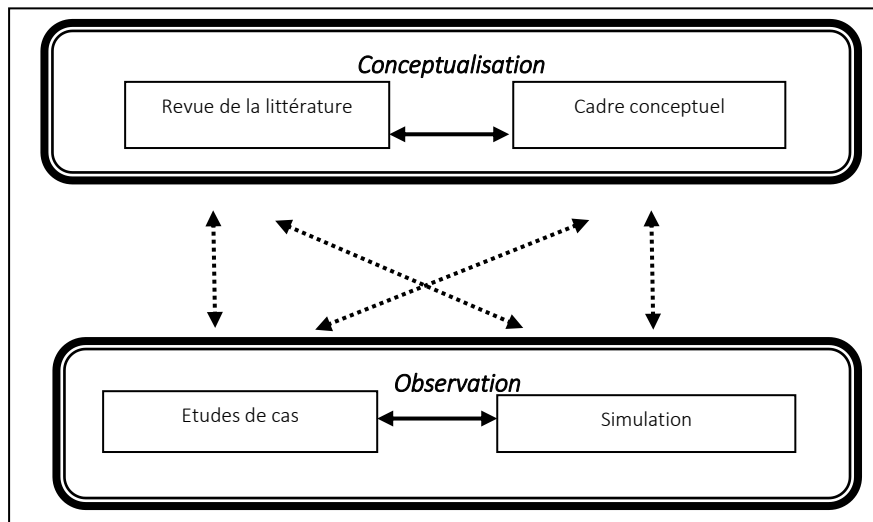 Conceptualisation
Revue de la littérature
Cadre conceptuel
Observation
Etudes de cas
Simulation